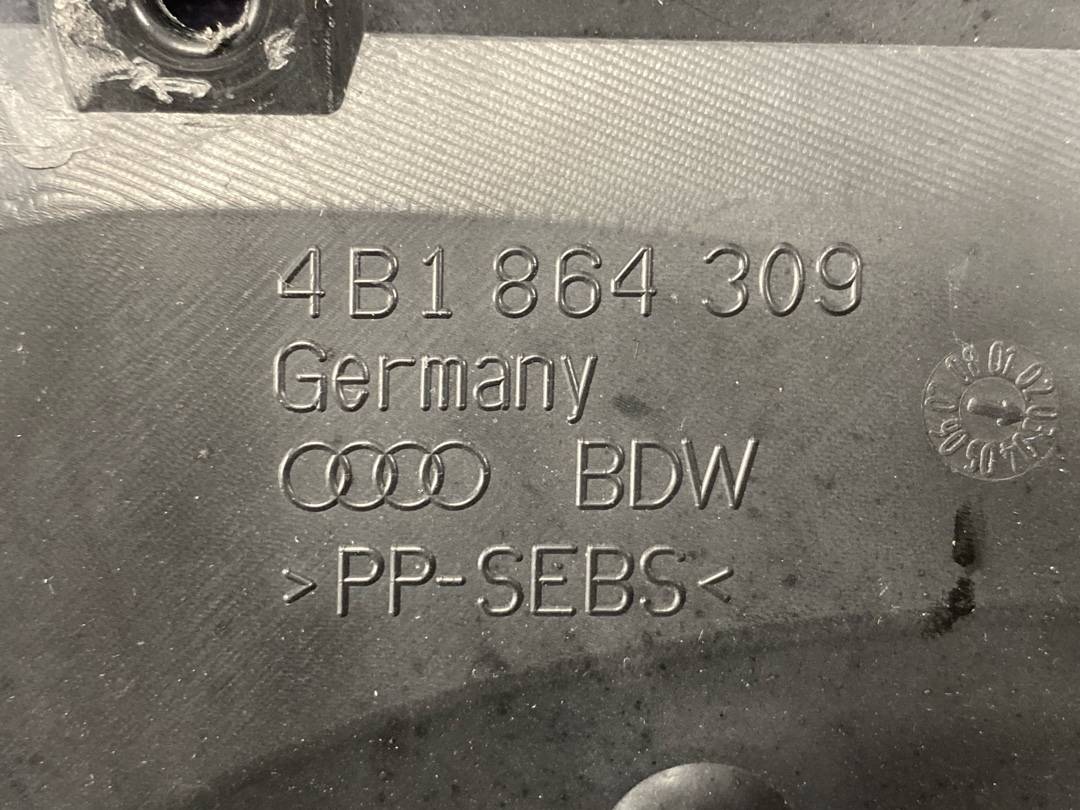 4B1 864 309
Germany
BDW
>PP-SEBS<